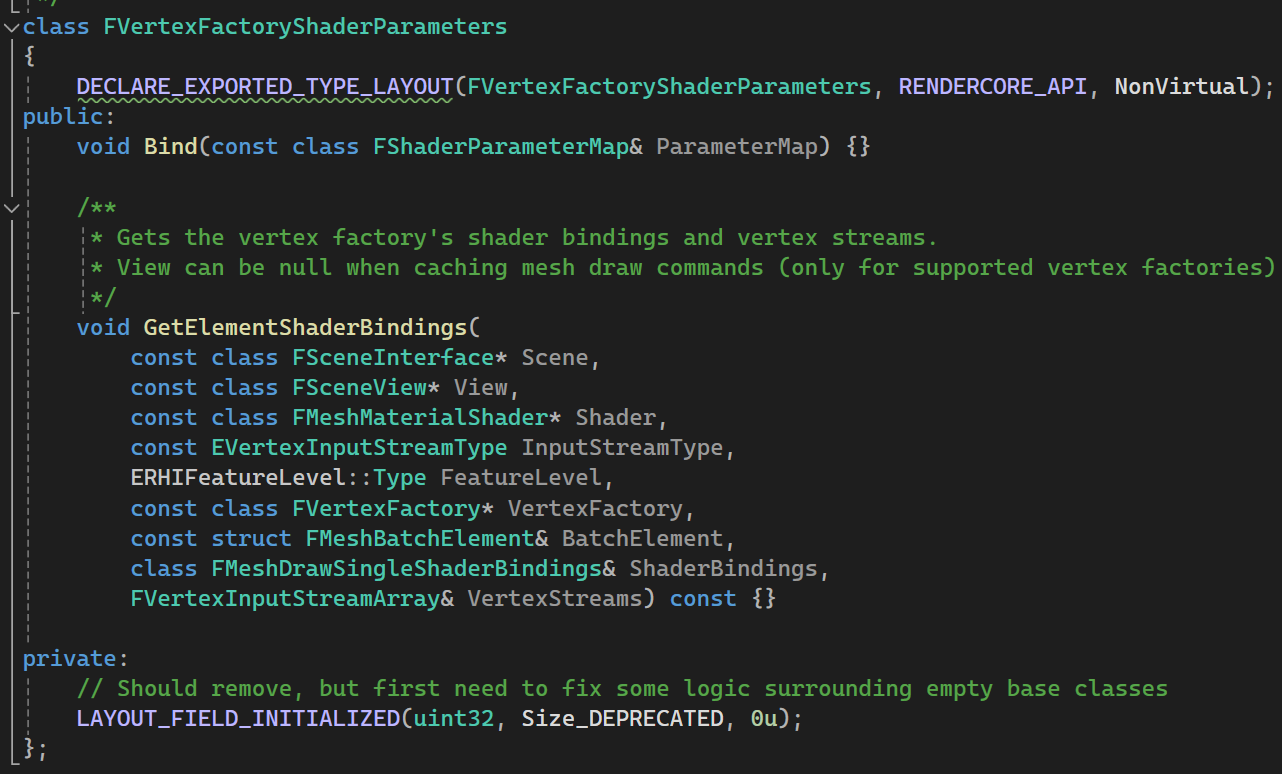 */
class FVertexFactoryShaderParameters
{
    DECLARE_EXPORTED_TYPE_LAYOUT(FVertexFactoryShaderParameters, RENDERCORE_API, NonVirtual);
public:
    void Bind(const class FShaderParameterMap& ParameterMap) {}

    /**
     * Gets the vertex factory's shader bindings and vertex streams.
     * View can be null when caching mesh draw commands (only for supported vertex factories)
     */
    void GetElementShaderBindings(
        const class FSceneInterface* Scene,
        const class FSceneView* View,
        const class FMeshMaterialShader* Shader,
        const EVertexInputStreamType InputStreamType,
        ERHIFeatureLevel::Type FeatureLevel,
        const class FVertexFactory* VertexFactory,
        const struct FMeshBatchElement& BatchElement,
        class FMeshDrawSingleShaderBindings& ShaderBindings,
        FVertexInputStreamArray& VertexStreams) const {}

private:
    // Should remove, but first need to fix some logic surrounding empty base classes
    LAYOUT_FIELD_INITIALIZED(uint32, Size_DEPRECATED, 0u);
};